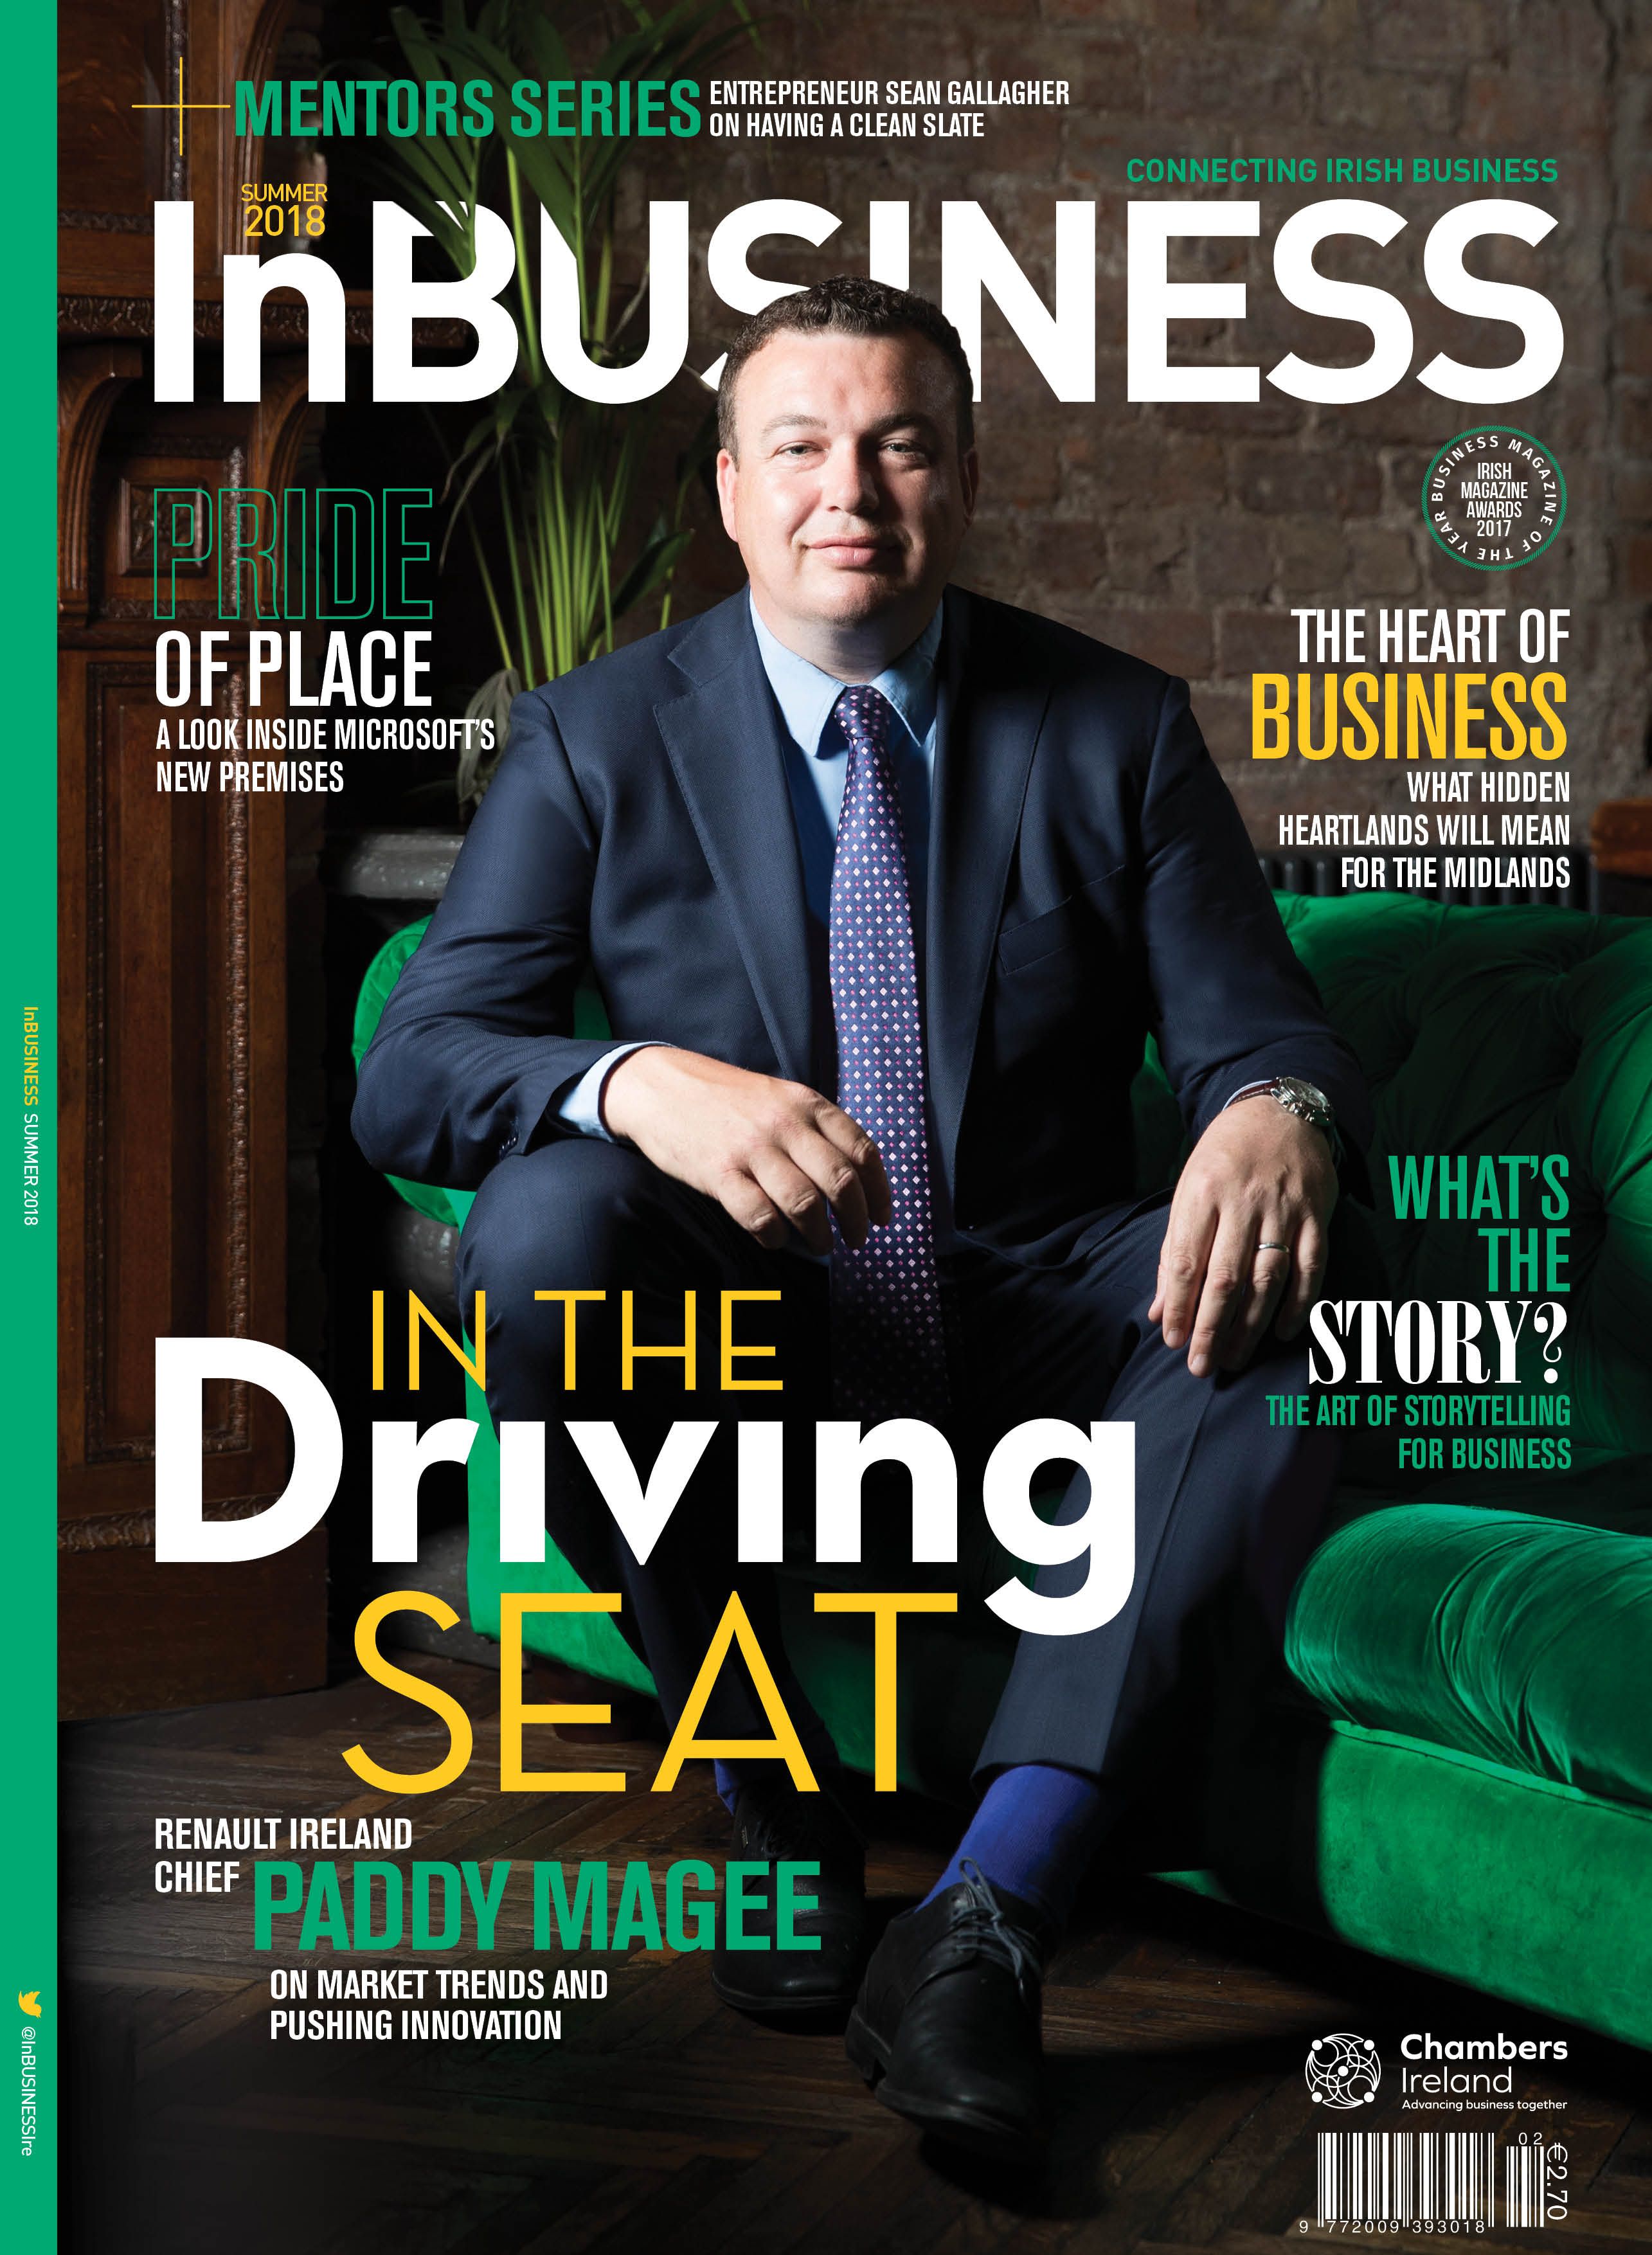 MENTORS SERIES
ENTREPRENEUR SEAN GALLAGHER
ON HAVING A CLEAN SLATE
CONNECTING IRISH BUSINESS
SUMMER
2018
InBUSINESS
BUSINESS MAGAZINE OF THE YEAR
IRISH
MAGAZINE
AWARDS
2017
PRIDE
OF PLACE
A LOOK INSIDE MICROSOFT'S
NEW PREMISES
THE HEART OF
BUSINESS
WHAT HIDDEN
HEARTLANDS WILL MEAN
FOR THE MIDLANDS
WHAT'S
THE
STORY?
THE ART OF STORYTELLING
FOR BUSINESS
IN THE
Driving
SEAT
RENAULT IRELAND
CHIEF PADDY MAGEE
ON MARKET TRENDS AND
PUSHING INNOVATION
Chambers
Ireland
Advancing business together
02
€2.70
9 772009 393018
InBUSINESS SUMMER 2018
@InBUSINESSIre